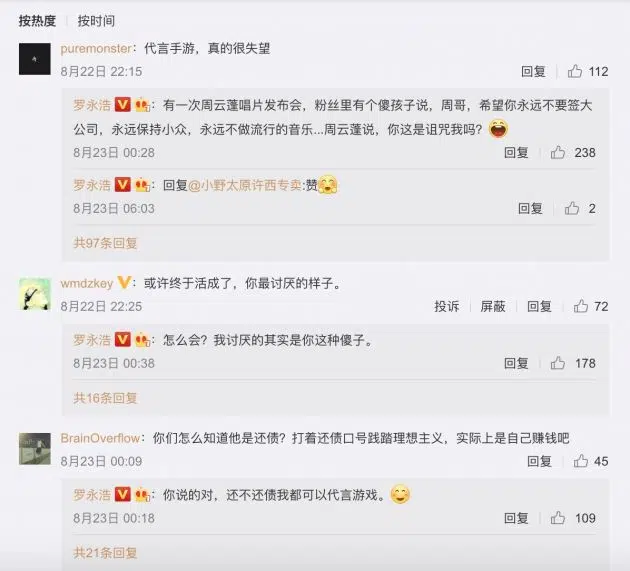 按热度 按时间
puremonster：代言手游，真的很失望
8月22日 22:15 回复 112
罗永浩 V ：有一次周云蓬唱片发布会，粉丝里有个傻孩子说，周哥，希望你永远不要签大
公司，永远保持小众，永远不做流行的音乐...周云蓬说，你这是诅咒我吗？
8月23日 00:28 回复 238
罗永浩 V ：回复@小野太原许西专卖:赞
8月23日 06:03 回复 2
共97条回复
wmdzkey V：或许终于活成了，你最讨厌的样子。
8月22日 22:25 投诉 屏蔽 回复 72
罗永浩 V ：怎么会？我讨厌的其实是你这种傻子。
8月23日 00:38 回复 178
共16条回复
BrainOverflow：你们怎么知道他是还债？打着还债口号践踏理想主义，实际上是自己赚钱吧
8月23日 00:09 回复 45
罗永浩 V ：你说的对，还不还债我都可以代言游戏。
8月23日 00:18 回复 109
共21条回复